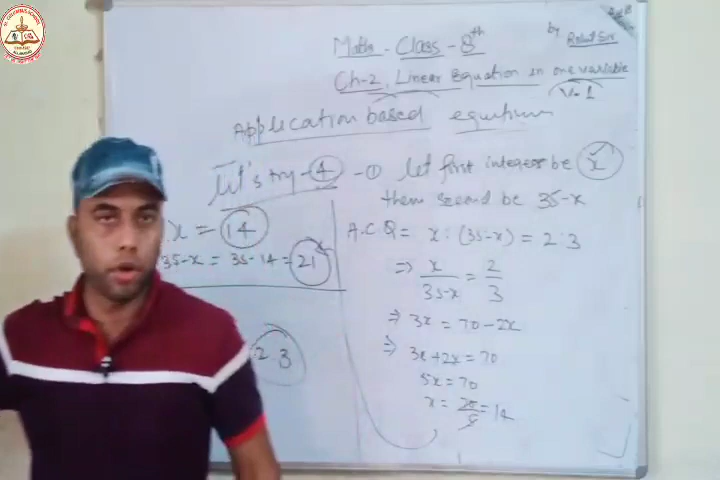 Math - Class - 8th
by Rohit Sir
Ch-2, Linear Equation in one variable
V- 1
Application based equations
Let's try - 4 - ① let first integer be x
then second be 35-x
A.C.Q = x : (35-x) = 2:3
⇒ x/35-x = 2/3
⇒ 3x = 70 - 2x
⇒ 3x + 2x = 70
5x = 70
x = 70/5 = 14
x = 14
35-x = 35-14 = 21
2 3